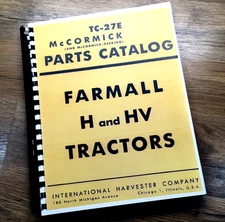 TC-27E
McCORMICK
(AND McCORMICK-DEERING)
PARTS CATALOG
FARMALL
H and HV
TRACTORS
INTERNATIONAL HARVESTER COMPANY
180 North Michigan Avenue Chicago 1, Illinois, U.S.A.